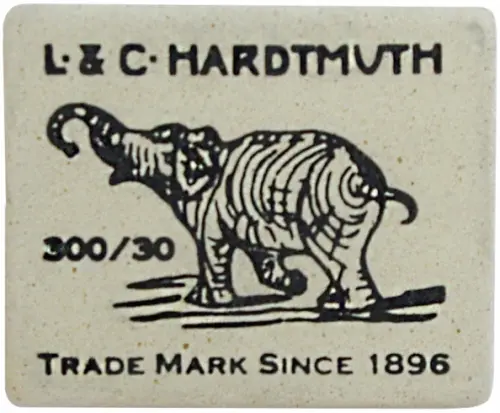 L. & C. HARDTMUTH
300/30
TRADE MARK SINCE 1896